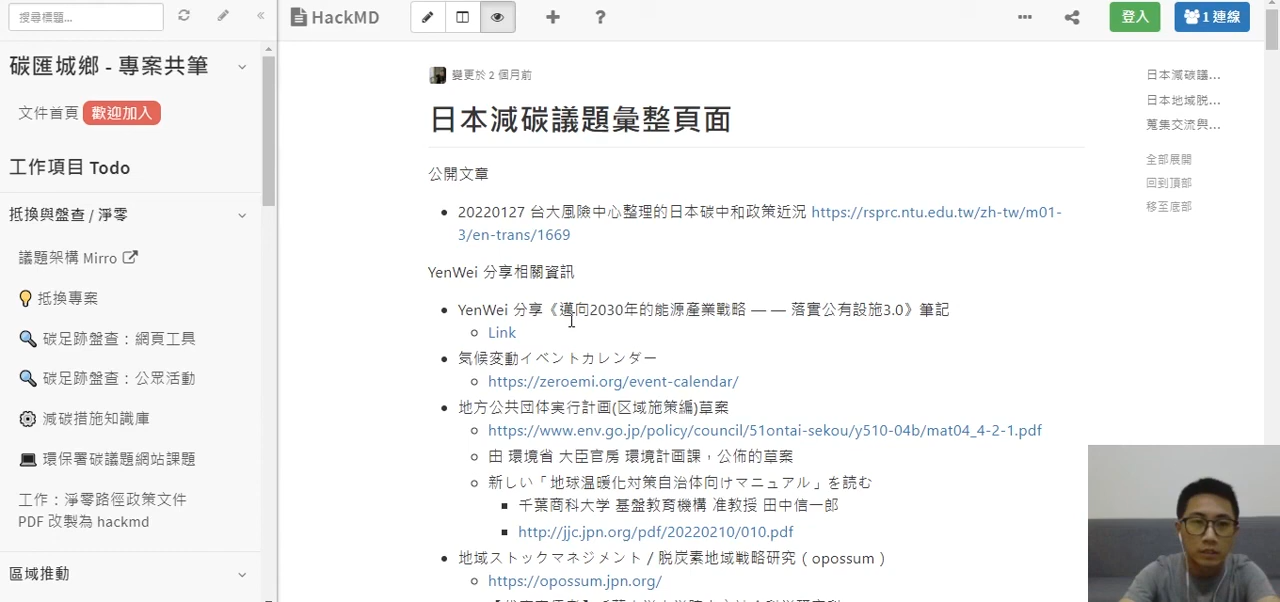 搜尋標題...
碳匯城鄉 - 專案共筆
文件首頁 歡迎加入
工作項目 Todo
抵換與盤查 / 淨零
議題架構 Mirro
抵換專案
碳足跡盤查：網頁工具
碳足跡盤查：公眾活動
減碳措施知識庫
環保署碳議題網站課題
工作：淨零路徑政策文件
PDF 改製為 hackmd
區域推動
HackMD
登入
1 連線
變更於 2 個月前
日本減碳議題彙整頁面
公開文章
20220127 台大風險中心整理的日本碳中和政策近況 https://rsprc.ntu.edu.tw/zh-tw/m01-
3/en-trans/1669
YenWei 分享相關資訊
YenWei 分享《邁向2030年的能源產業戰略 — — 落實公有設施3.0》筆記
Link
気候変動イベントカレンダー
https://zeroemi.org/event-calendar/
地方公共団体実行計画(区域施策編)草案
https://www.env.go.jp/policy/council/51ontai-sekou/y510-04b/mat04_4-2-1.pdf
由 環境省 大臣官房 環境計画課，公佈的草案
新しい「地球温暖化対策自治体向けマニュアル」を読む
千葉商科大学 基盤教育機構 准教授 田中信一郎
http://jjc.jpn.org/pdf/20220210/010.pdf
地域ストックマネジメント / 脱炭素地域戦略研究（opossum）
https://opossum.jpn.org/
日本減碳議...
日本地域脱...
蒐集交流與...
全部展開
回到頂部
移至底部